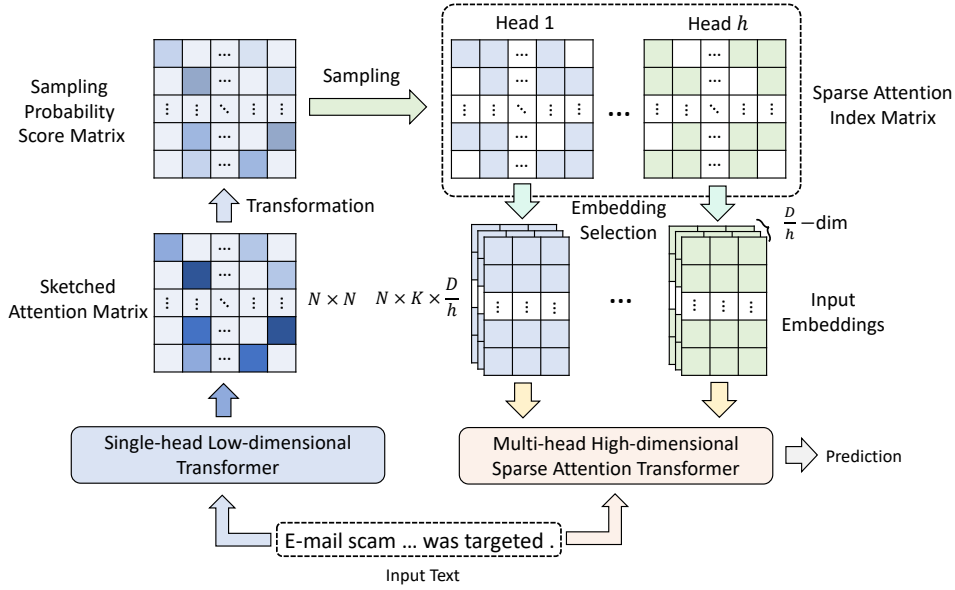 Head 1
Head h
...
Sampling
Probability
Score Matrix
Sampling
Sparse Attention
Index Matrix
Transformation
Embedding
Selection
D/h −dim
Sketched
Attention Matrix
N × N
N × K × D/h
...
Input
Embeddings
Single-head Low-dimensional
Transformer
Multi-head High-dimensional
Sparse Attention Transformer
Prediction
E-mail scam ... was targeted .
Input Text